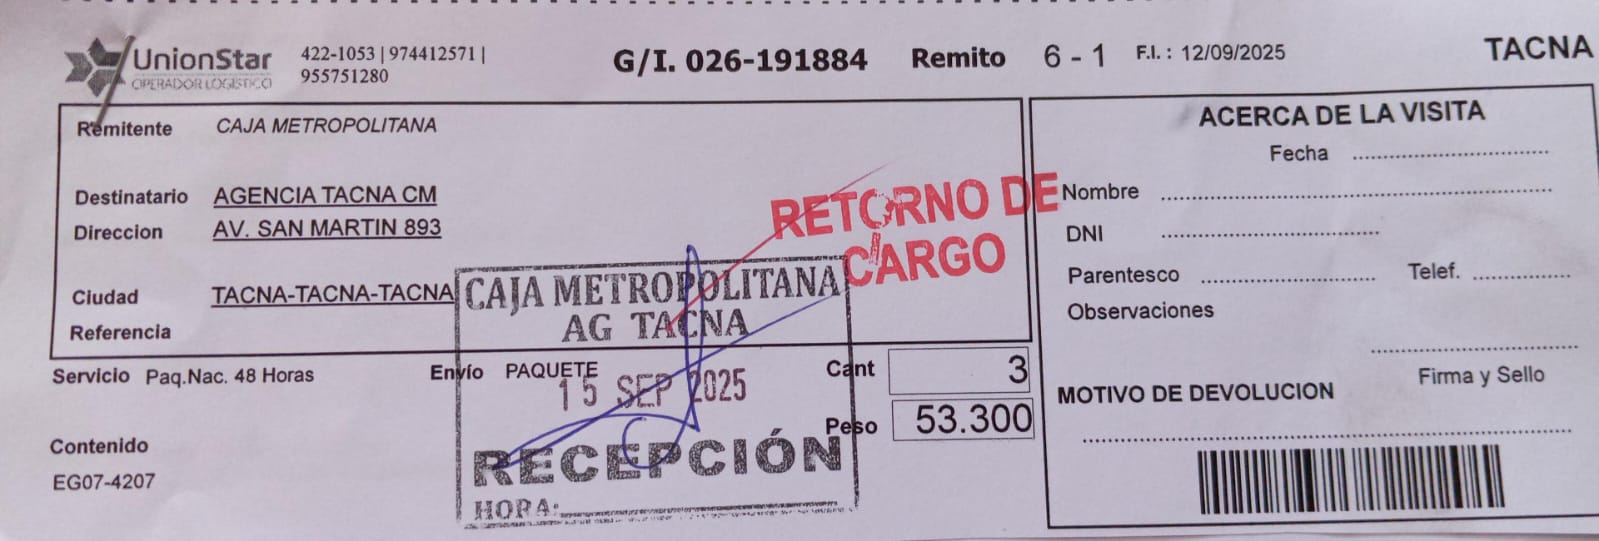 UnionStar
OPERADOR LOGÍSTICO
422-1053 | 974412571 |
955751280
G/I. 026-191884 Remito 6 - 1 F.I. : 12/09/2025 TACNA
Remitente CAJA METROPOLITANA
Destinatario AGENCIA TACNA CM
Direccion AV. SAN MARTIN 893
Ciudad TACNA-TACNA-TACNA
Referencia
RETORNO DE
CARGO
CAJA METROPOLITANA
AG TACNA
15 SEP 2025
RECEPCIÓN
HORA:
Servicio Paq.Nac. 48 Horas Envío PAQUETE Cant 3
Peso 53.300
Contenido
EG07-4207
ACERCA DE LA VISITA
Fecha
Nombre
DNI
Parentesco Telef.
Observaciones
Firma y Sello
MOTIVO DE DEVOLUCION